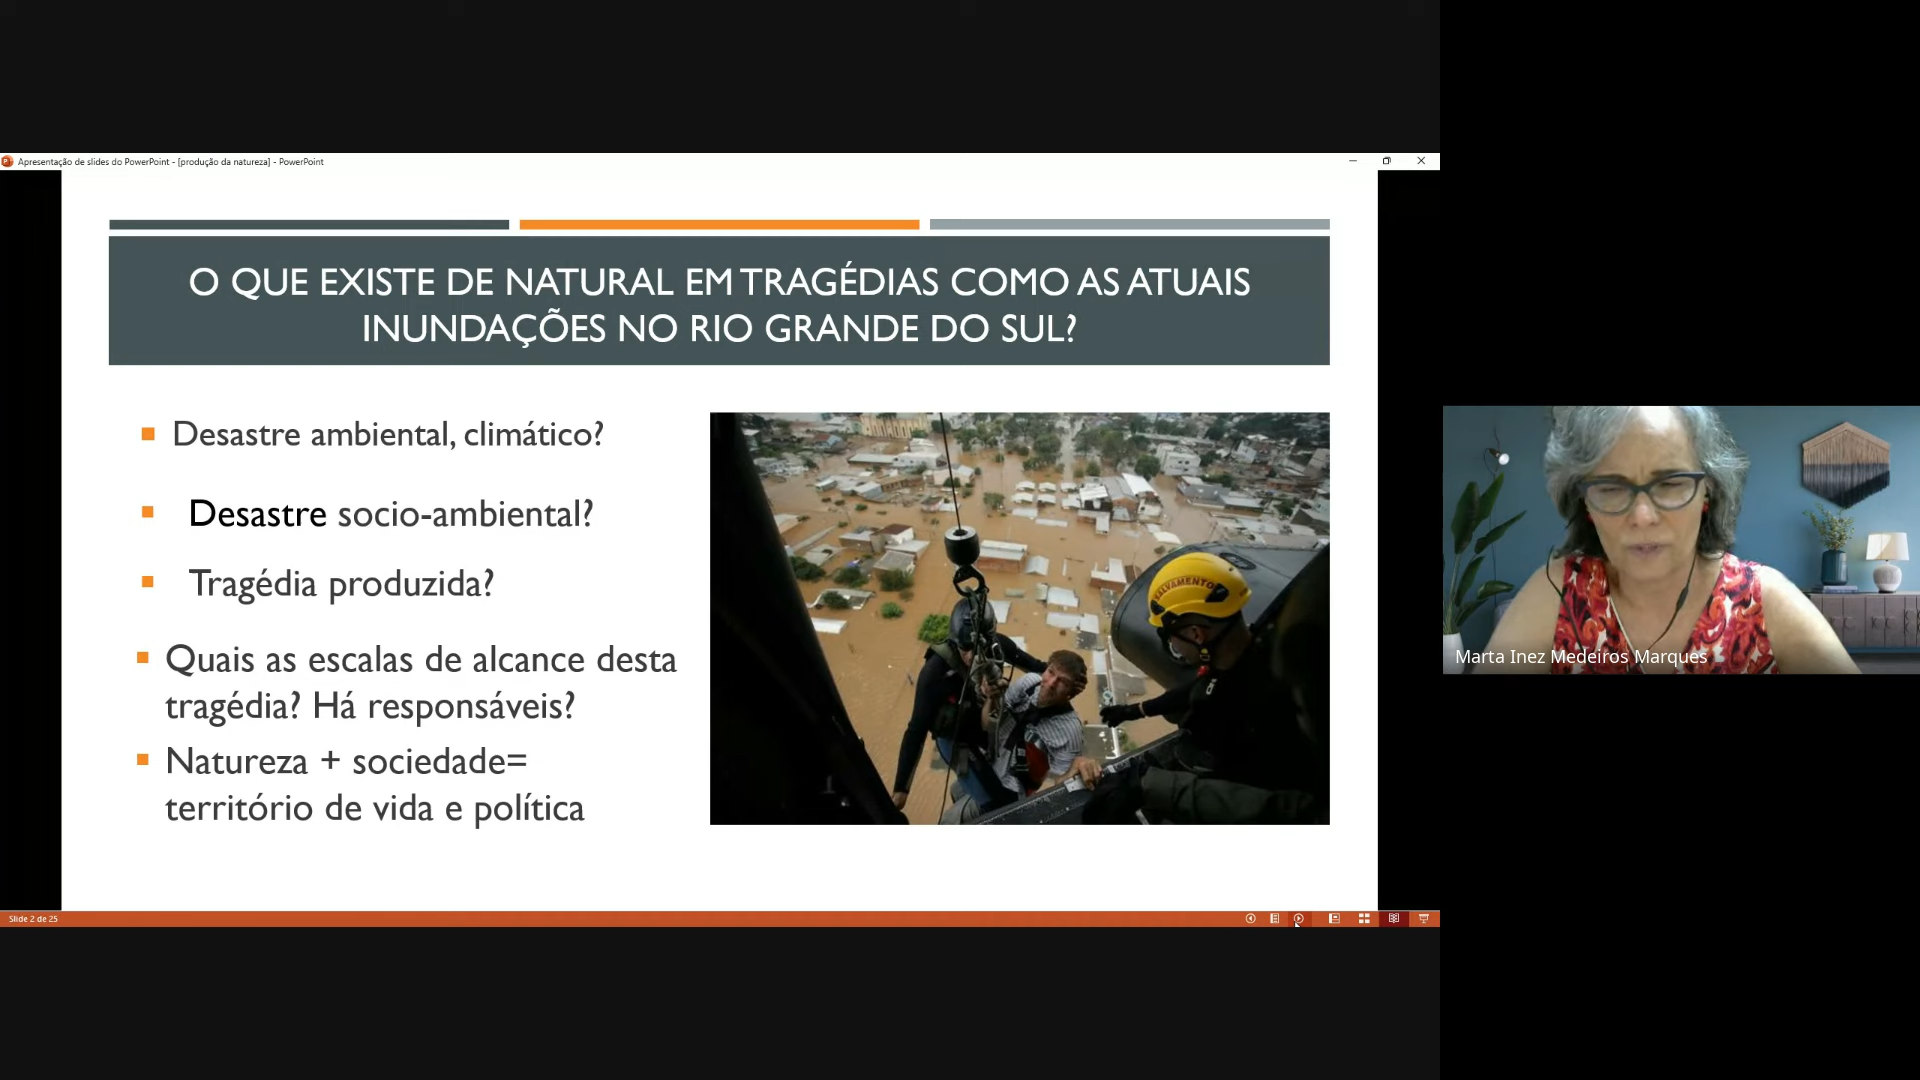 Apresentação de slides do PowerPoint - [produção da natureza] - PowerPoint
O QUE EXISTE DE NATURAL EM TRAGÉDIAS COMO AS ATUAIS
INUNDAÇÕES NO RIO GRANDE DO SUL?
Desastre ambiental, climático?
Desastre socio-ambiental?
Tragédia produzida?
Quais as escalas de alcance desta
tragédia? Há responsáveis?
Natureza + sociedade=
território de vida e política
SALVAMENTO
Marta Inez Medeiros Marques
Slide 2 de 25